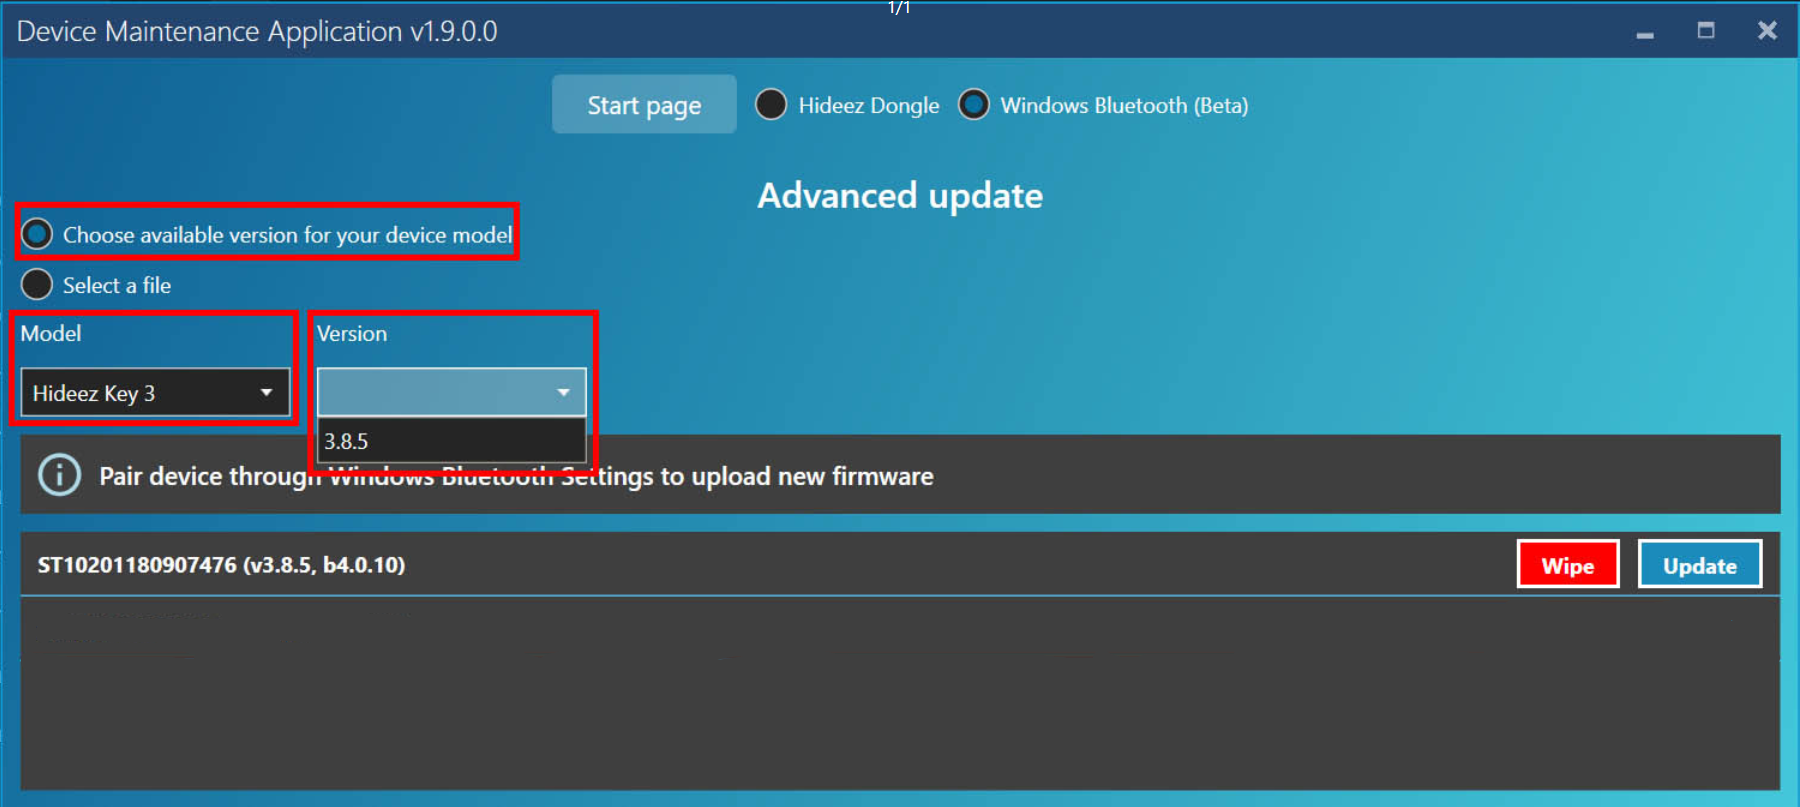 1/1
Device Maintenance Application v1.9.0.0
Start page
Hideez Dongle
Windows Bluetooth (Beta)
Advanced update
Choose available version for your device model
Select a file
Model
Version
Hideez Key 3
3.8.5
Pair device through Windows Bluetooth Settings to upload new firmware
ST10201180907476 (v3.8.5, b4.0.10)
Wipe
Update